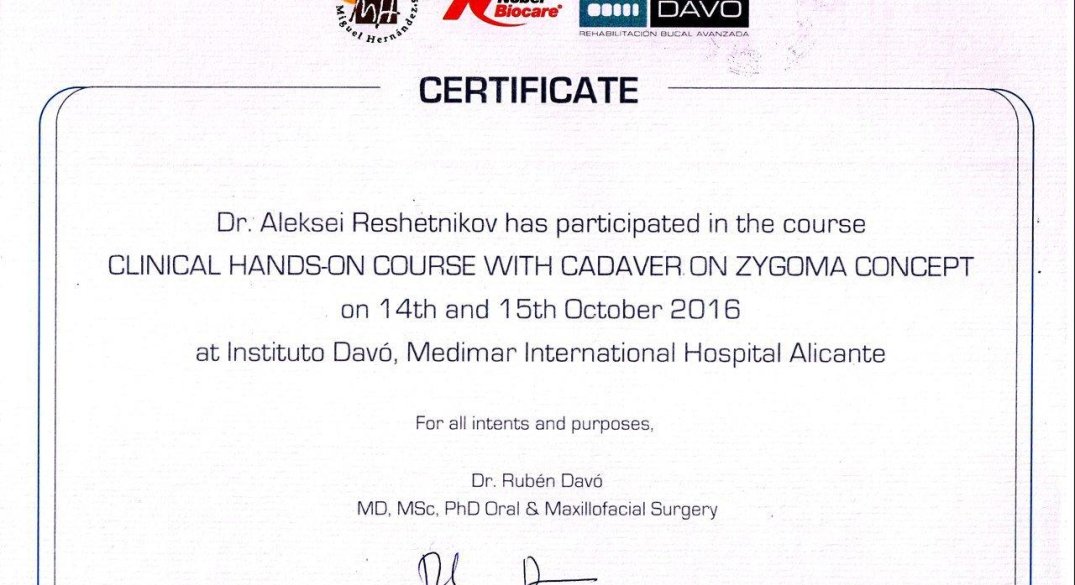 Miguel Hernández
Nobel
Biocare®
DAVÓ
REHABILITACIÓN BUCAL AVANZADA
CERTIFICATE
Dr. Aleksei Reshetnikov has participated in the course
CLINICAL HANDS-ON COURSE WITH CADAVER ON ZYGOMA CONCEPT
on 14th and 15th October 2016
at Instituto Davó, Medimar International Hospital Alicante
For all intents and purposes,
Dr. Rubén Davó
MD, MSc, PhD Oral & Maxillofacial Surgery